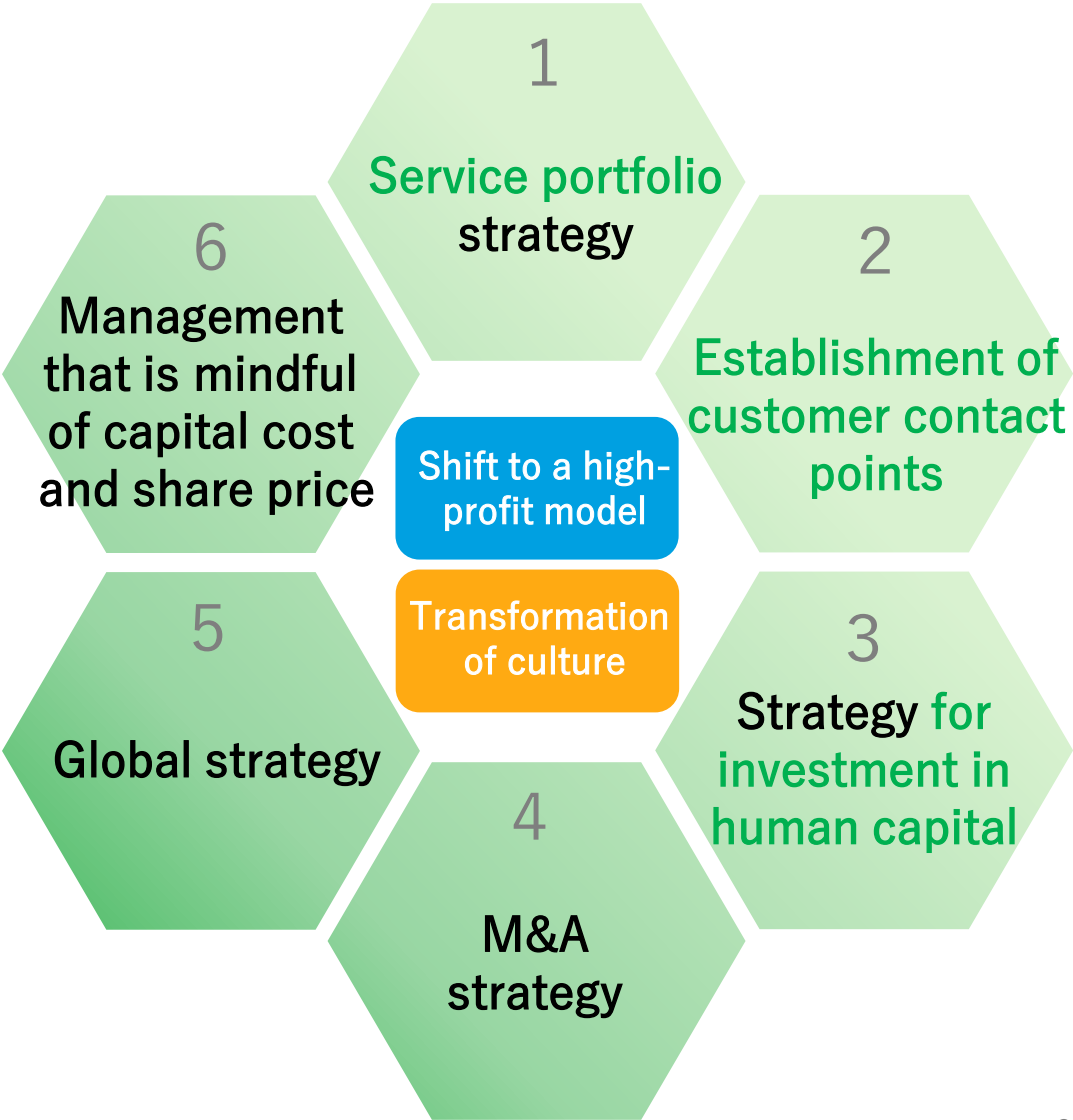 1
Service portfolio
strategy
2
Establishment of
customer contact
points
3
Strategy for
investment in
human capital
4
M&A
strategy
5
Global strategy
6
Management
that is mindful
of capital cost
and share price
Shift to a high-
profit model
Transformation
of culture